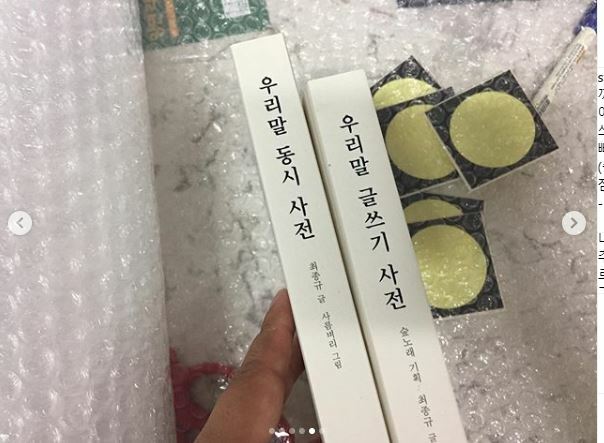 우리말 동시 사전
최종규 글 사름벼리 그림
우리말 글쓰기 사전
숲노래 기획 · 최종규 글